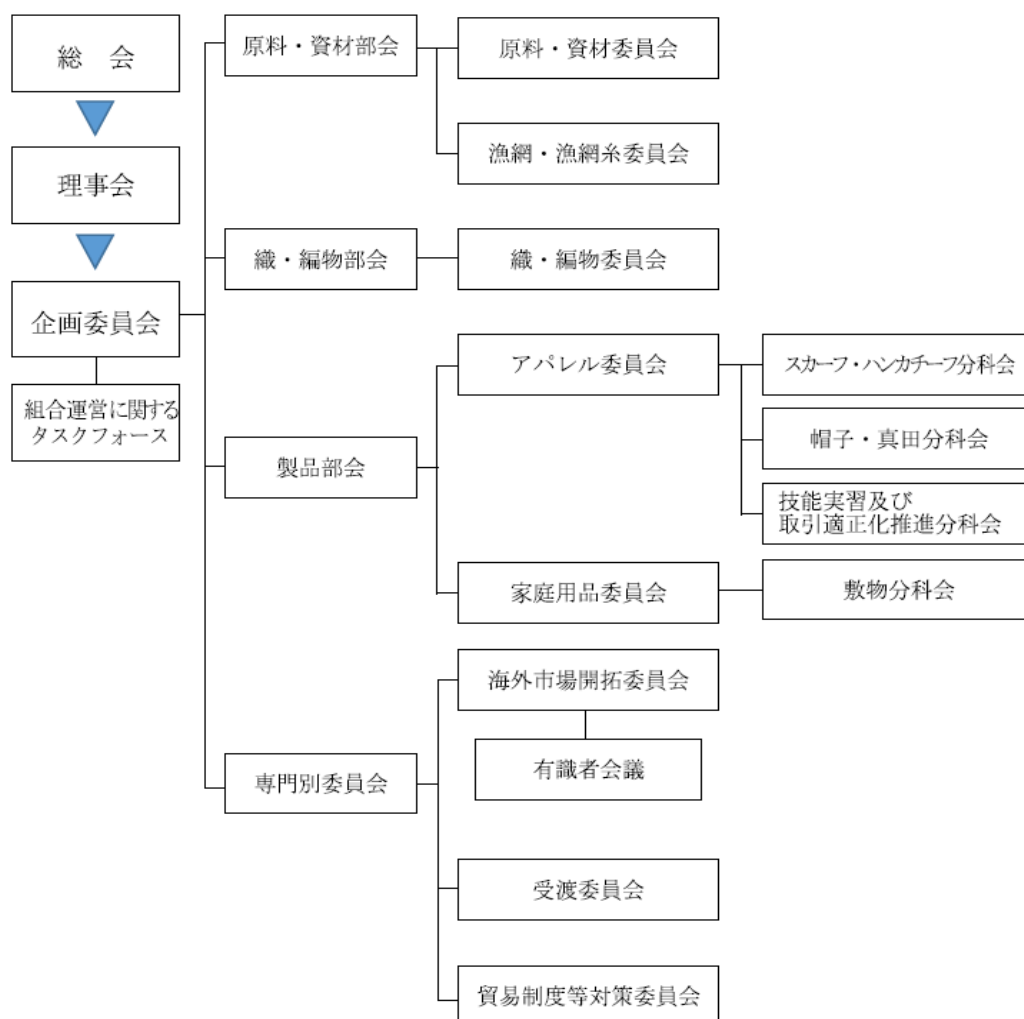 総　会
理事会
企画委員会
組合運営に関する
タスクフォース
原料・資材部会
原料・資材委員会
漁網・漁網糸委員会
織・編物部会
織・編物委員会
製品部会
アパレル委員会
スカーフ・ハンカチーフ分科会
帽子・真田分科会
技能実習及び
取引適正化推進分科会
家庭用品委員会
敷物分科会
専門別委員会
海外市場開拓委員会
有識者会議
受渡委員会
貿易制度等対策委員会